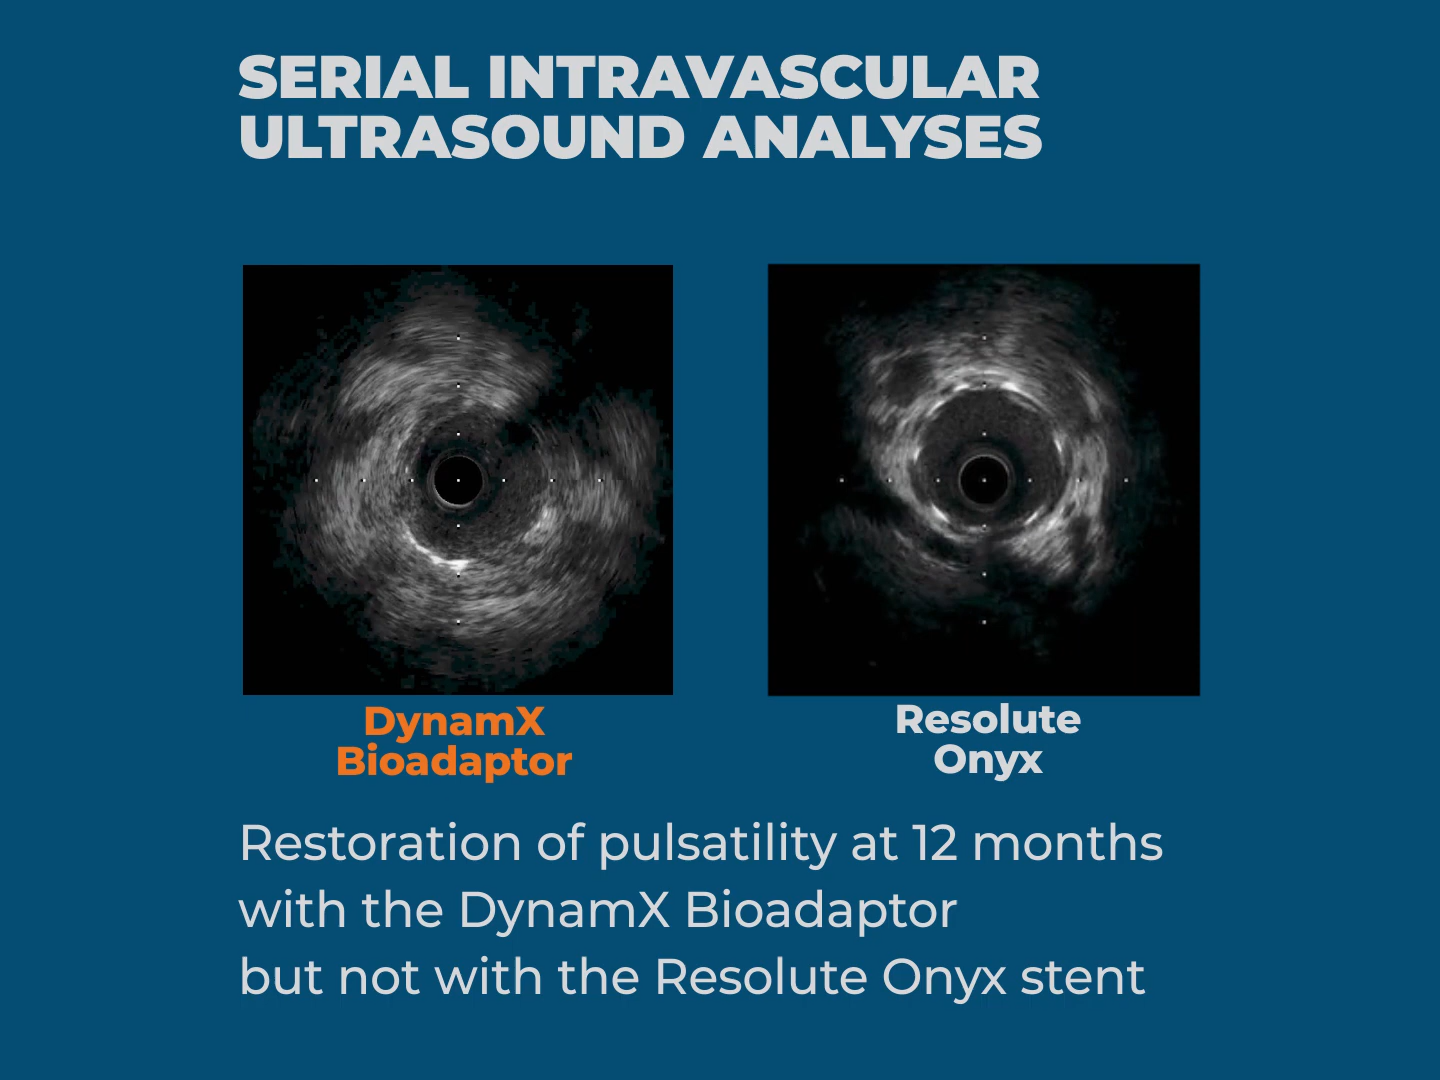 SERIAL INTRAVASCULAR
ULTRASOUND ANALYSES
DynamX
Bioadaptor
Resolute
Onyx
Restoration of pulsatility at 12 months
with the DynamX Bioadaptor
but not with the Resolute Onyx stent